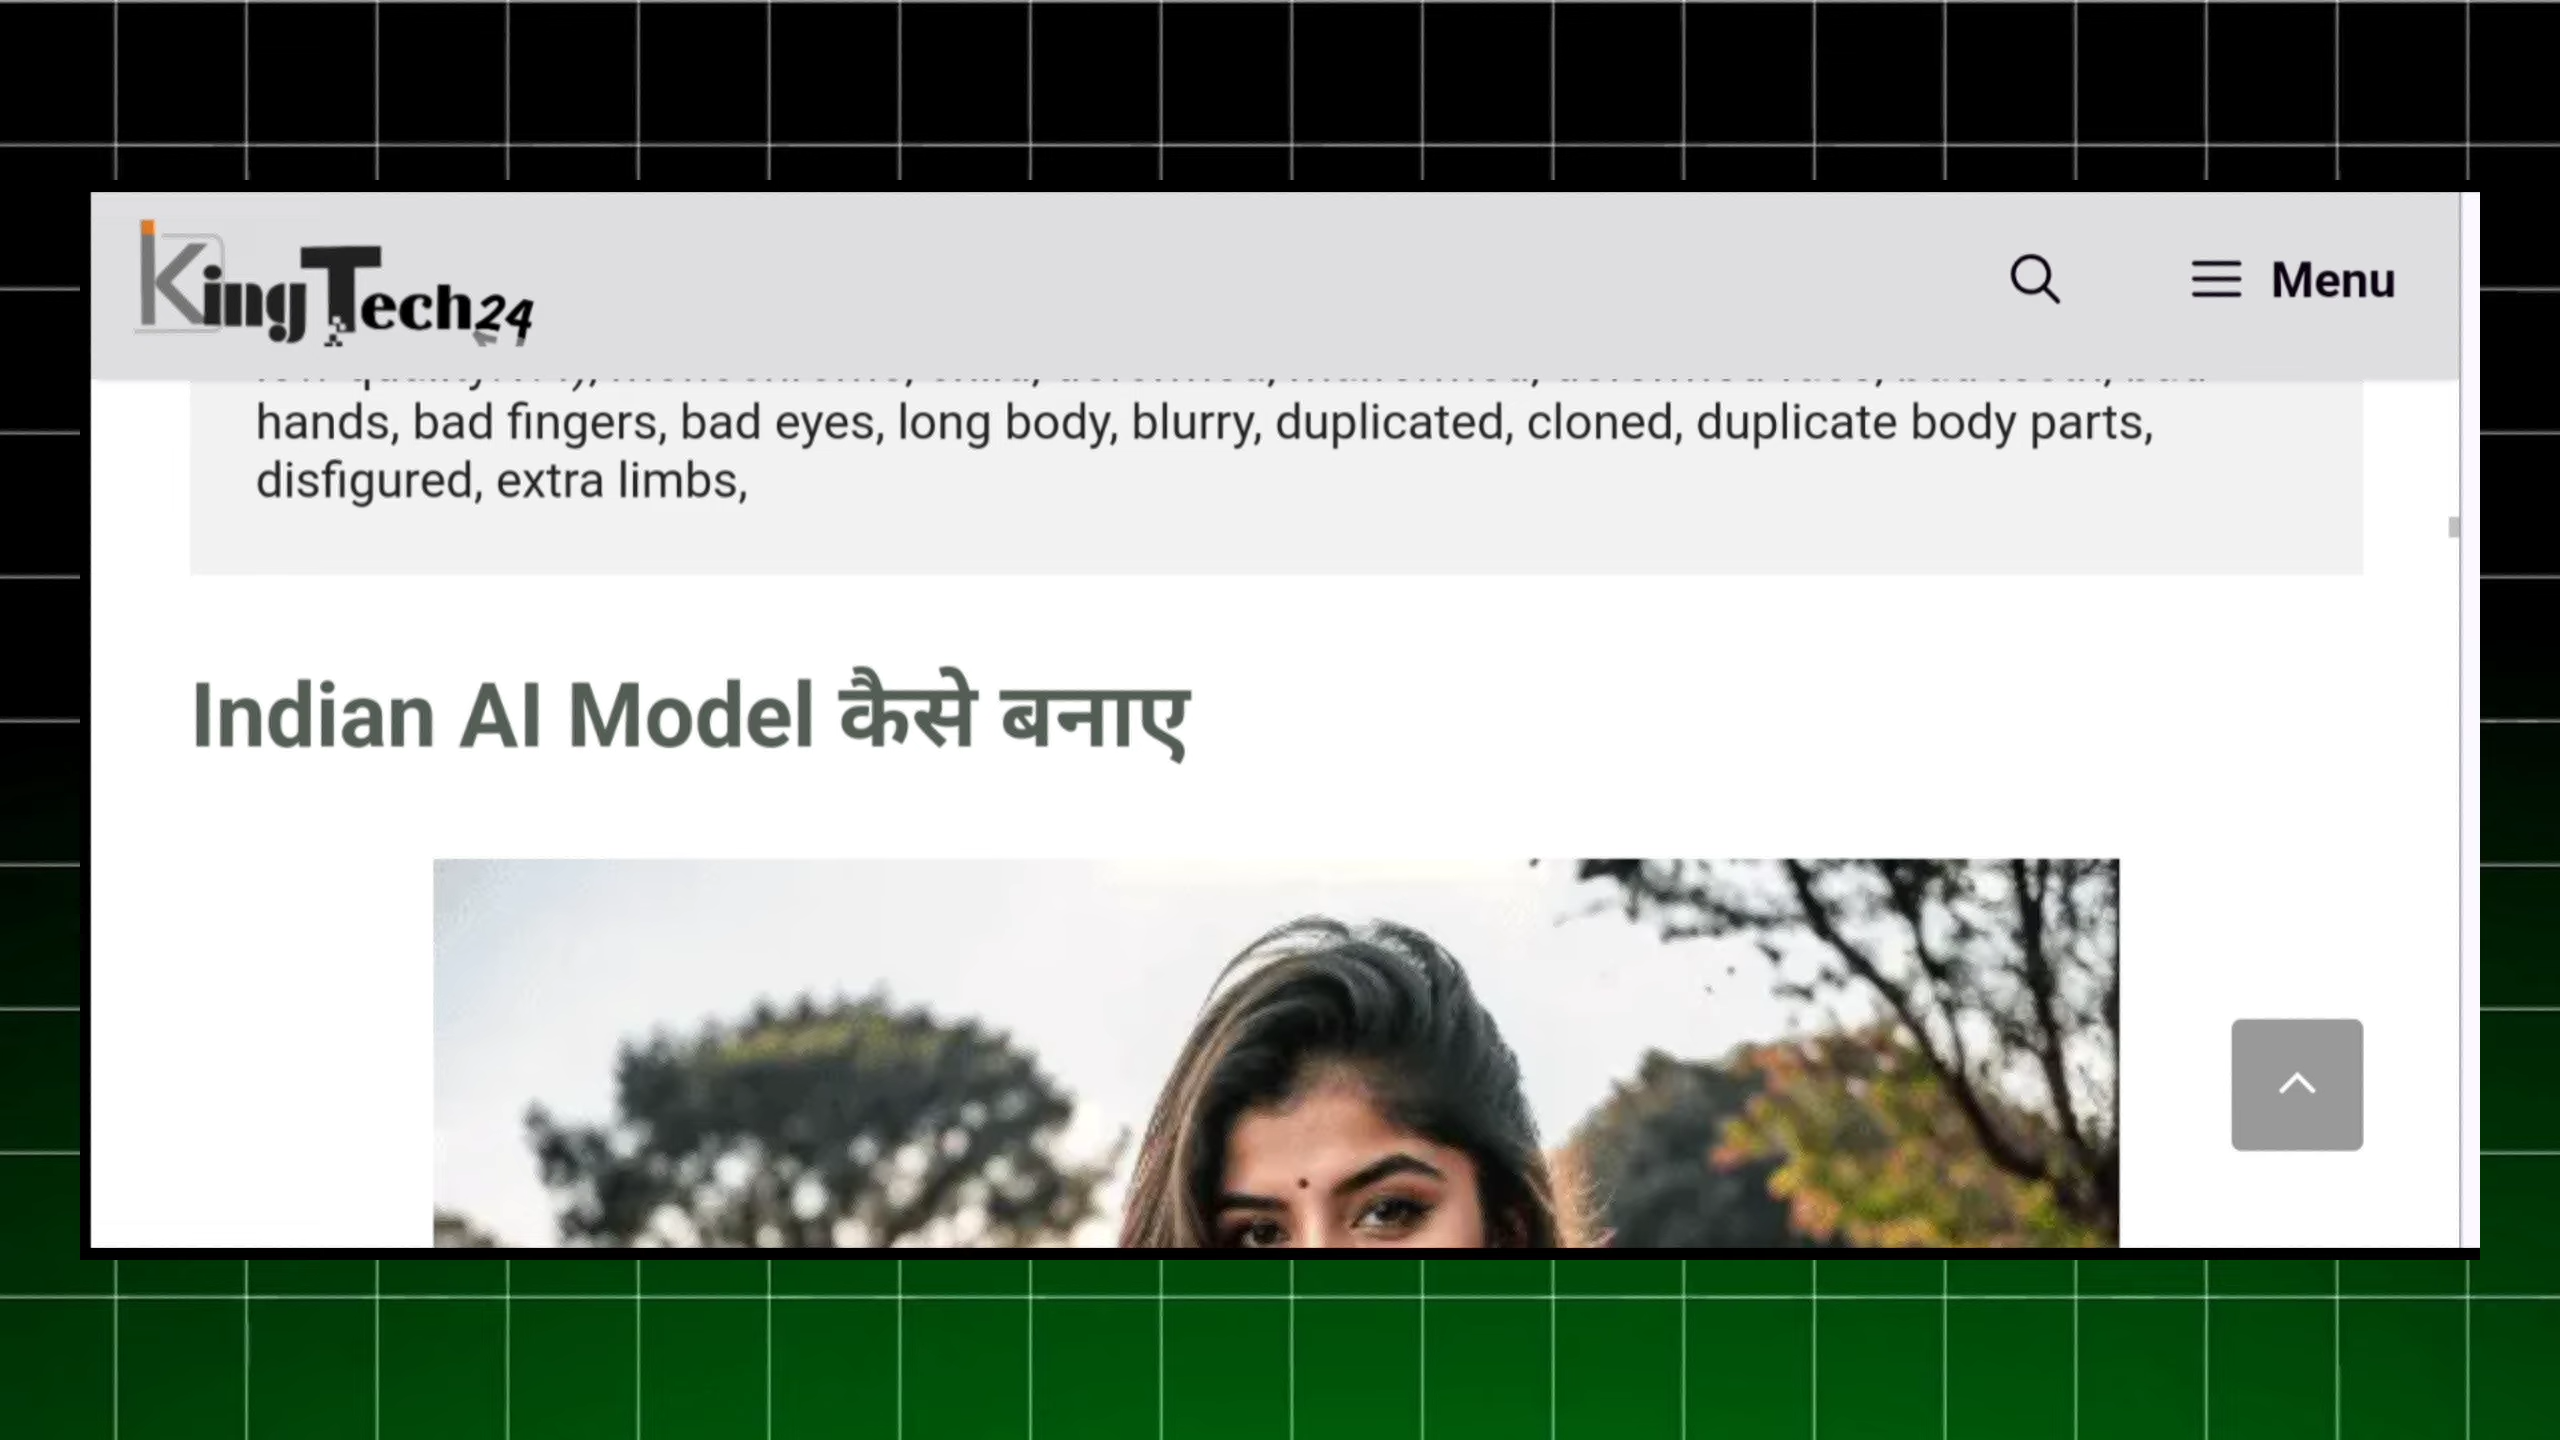 KingTech24
Menu
hands, bad fingers, bad eyes, long body, blurry, duplicated, cloned, duplicate body parts,
disfigured, extra limbs,
Indian AI Model कैसे बनाए